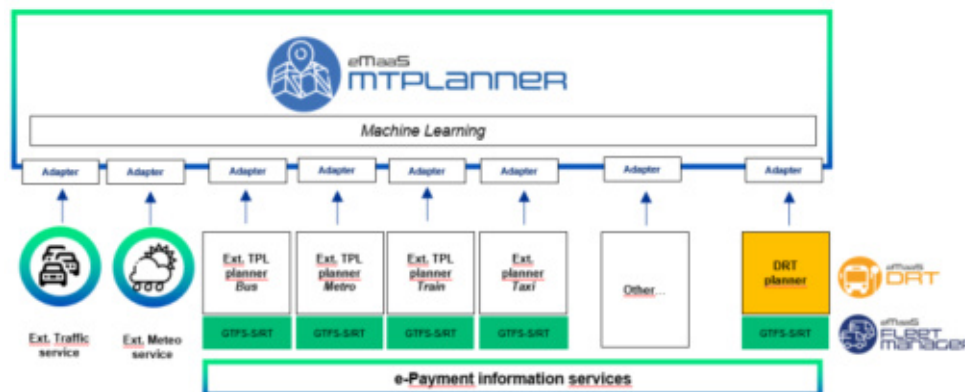 eMaaS
MTPLANNER
Machine Learning
Adapter Adapter Adapter Adapter Adapter Adapter Adapter Adapter
Ext. TPL planner Bus
Ext. TPL planner Metro
Ext. TPL planner Train
Ext. planner Taxi
Other...
DRT planner
eMaaS
DRT
Ext. Traffic service
Ext. Meteo service
GTFS-S/RT GTFS-S/RT GTFS-S/RT GTFS-S/RT GTFS-S/RT
eMaaS
FLEET
MANAGER
e-Payment information services